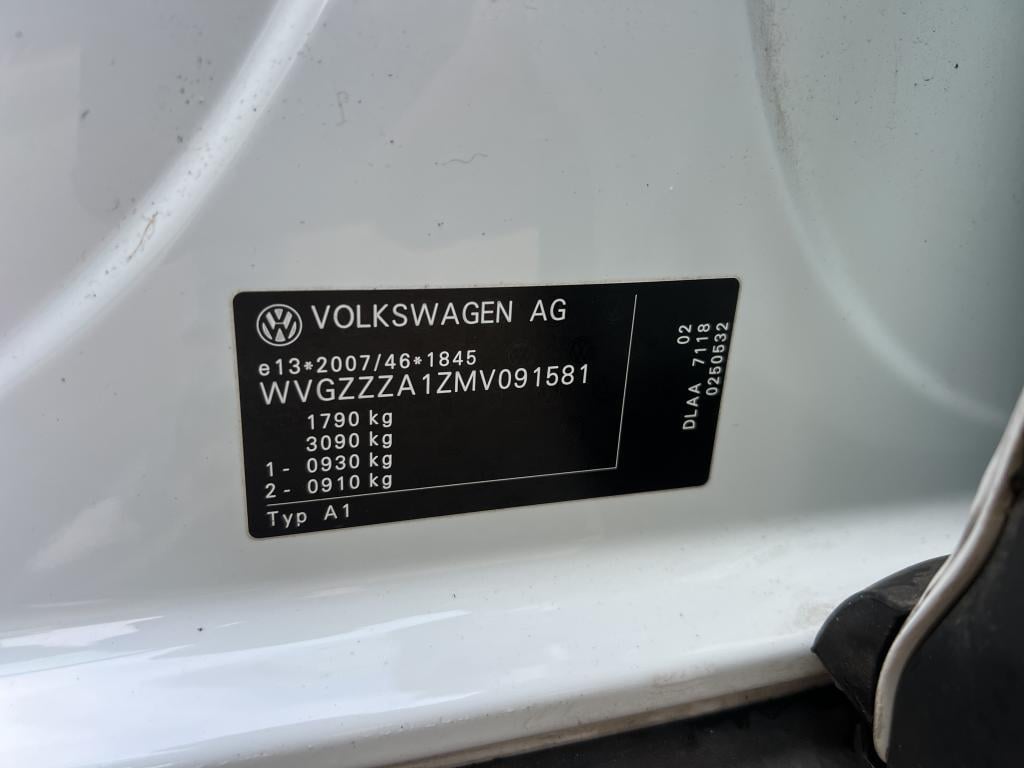 VOLKSWAGEN AG
e13*2007/46*1845
WVGZZZA1ZMV091581
1790 kg
3090 kg
1- 0930 kg
2- 0910 kg
Typ A1
02
DLAA 7118
0250532